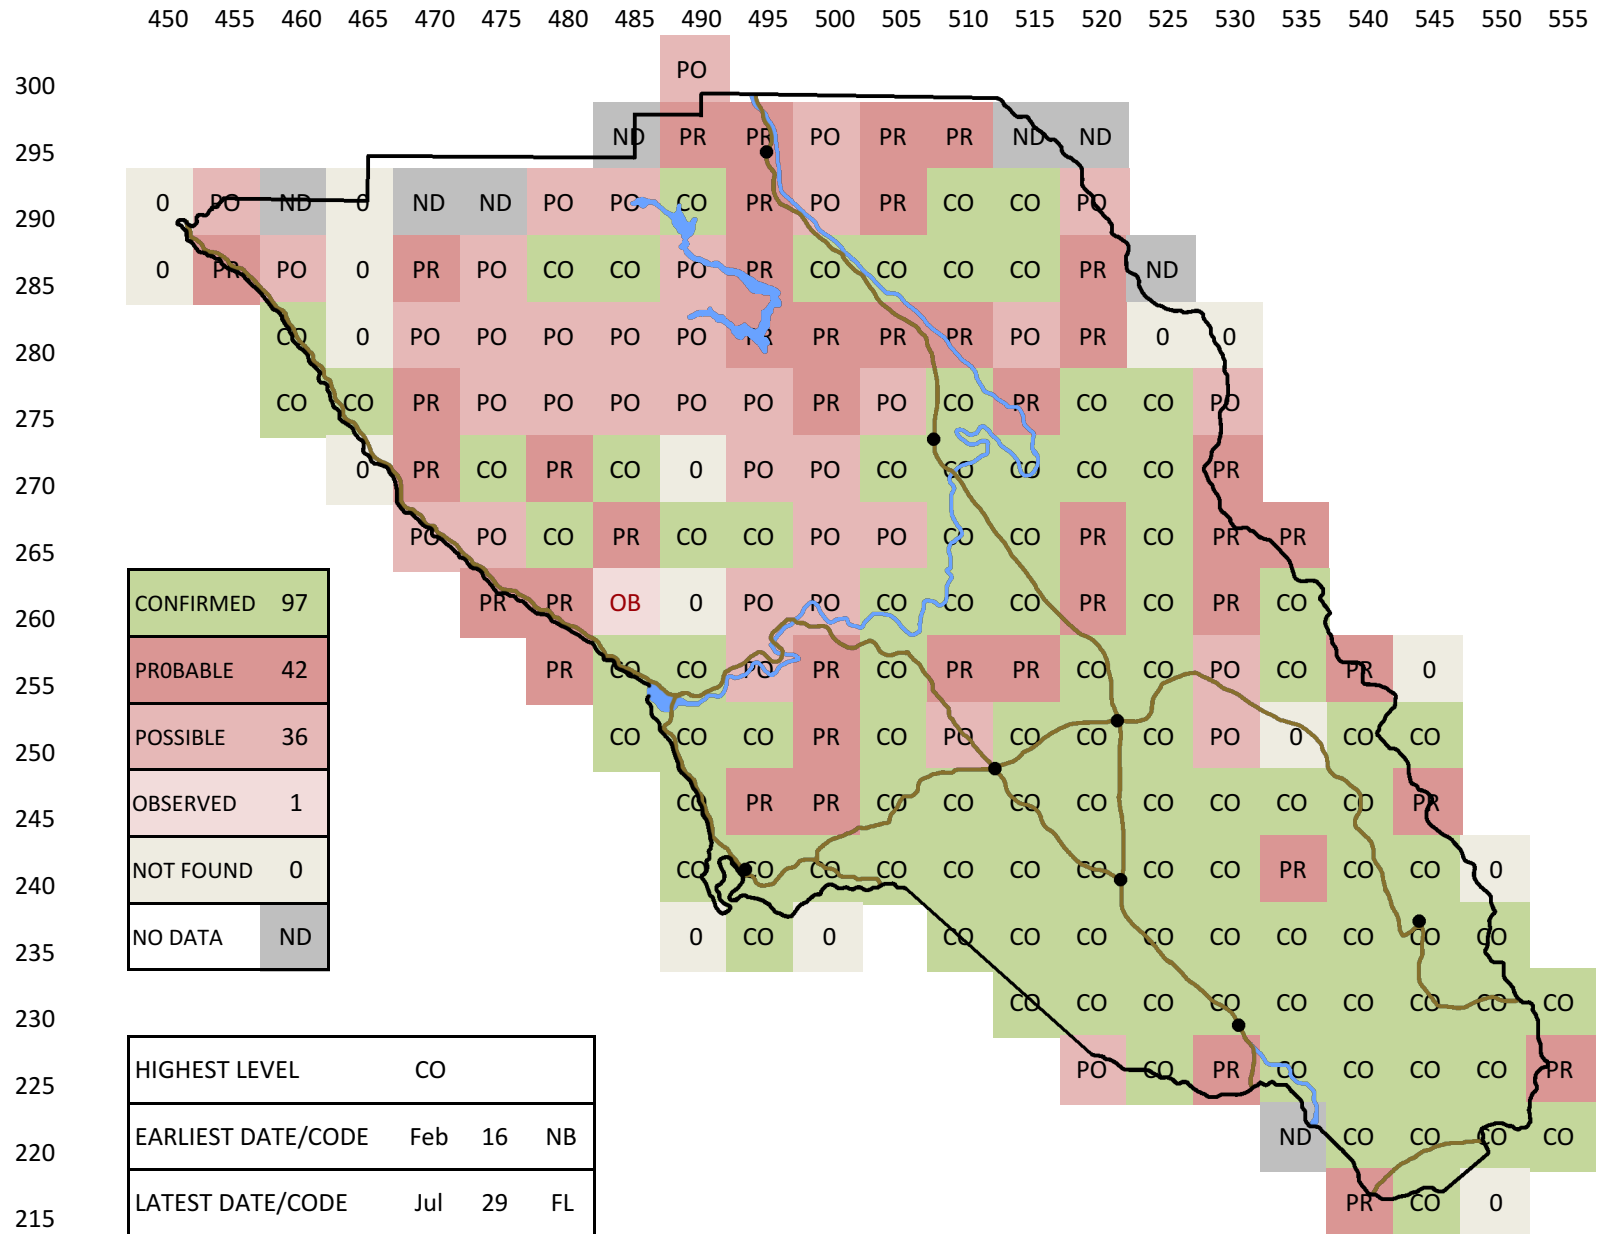 450 455 460 465 470 475 480 485 490 495 500 505 510 515 520 525 530 535 540 545 550 555
PO
300
ND PR PR PO PR PR ND ND
295
0 PO ND 0 ND ND PO PO CO PR PO PR CO CO PO
290
0 PR PO 0 PR PO CO CO PO PR CO CO CO CO PR ND
285
CO 0 PO PO PO PO PO PR PR PR PR PO PR 0 0
280
CO CO PR PO PO PO PO PO PR PO CO PR CO CO PO
275
0 PR CO PR CO 0 PO PO CO CO CO CO CO PR
270
PO PO CO PR CO CO PO PO CO CO PR CO PR PR
265
CONFIRMED 97 PR PR OB 0 PO PO CO CO CO PR CO PR CO
260
PR0BABLE 42 PR CO CO PO PR CO PR PR CO CO PO CO PR 0
255
POSSIBLE 36 CO CO CO PR CO PO CO CO CO PO 0 CO CO
250
OBSERVED 1 CO PR PR CO CO CO CO CO CO CO CO PR
245
NOT FOUND 0 CO CO CO CO CO CO CO CO CO PR CO CO 0
240
NO DATA ND 0 CO 0 CO CO CO CO CO CO CO CO CO
235
CO CO CO CO CO CO CO CO CO
230
HIGHEST LEVEL CO PO CO PR CO CO CO CO PR
225
EARLIEST DATE/CODE Feb 16 NB ND CO CO CO CO
220
LATEST DATE/CODE Jul 29 FL PR CO 0
215